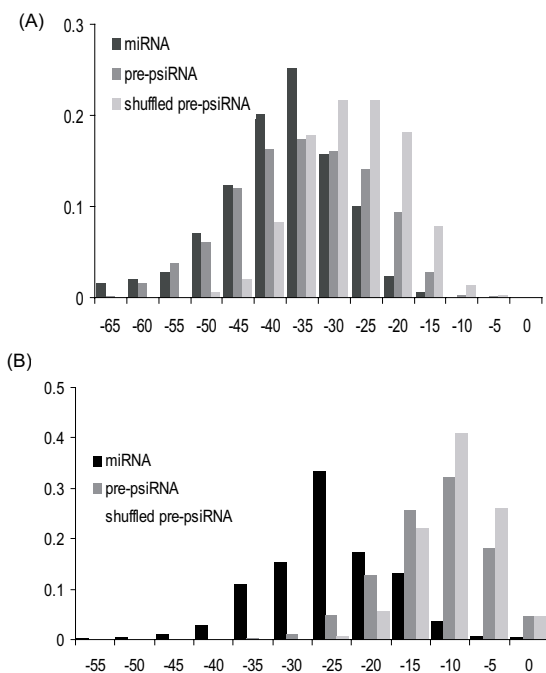 (A)
0.3
0.2
0.1
0
miRNA
pre-psiRNA
shuffled pre-psiRNA
-65 -60 -55 -50 -45 -40 -35 -30 -25 -20 -15 -10 -5 0
(B)
0.5
0.4
0.3
0.2
0.1
0
miRNA
pre-psiRNA
shuffled pre-psiRNA
-55 -50 -45 -40 -35 -30 -25 -20 -15 -10 -5 0